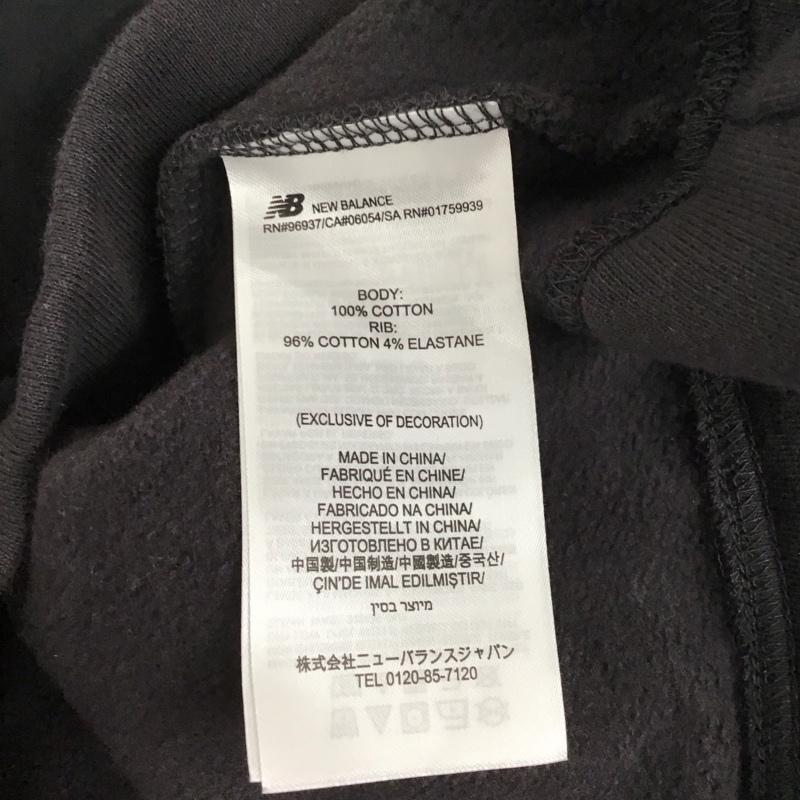 NB NEW BALANCE
RN#96937/CA#06054/SA RN#01759939
BODY:
100% COTTON
RIB:
96% COTTON 4% ELASTANE
(EXCLUSIVE OF DECORATION)
MADE IN CHINA/
FABRIQUÉ EN CHINE/
HECHO EN CHINA/
FABRICADO NA CHINA/
HERGESTELLT IN CHINA/
ИЗГОТОВЛЕНО В КИТАЕ/
中国製/中国制造/中國製造/중국산/
ÇIN'DE IMAL EDILMIŞTIR/
מיוצר בסין
株式会社ニューバランスジャパン
TEL 0120-85-7120